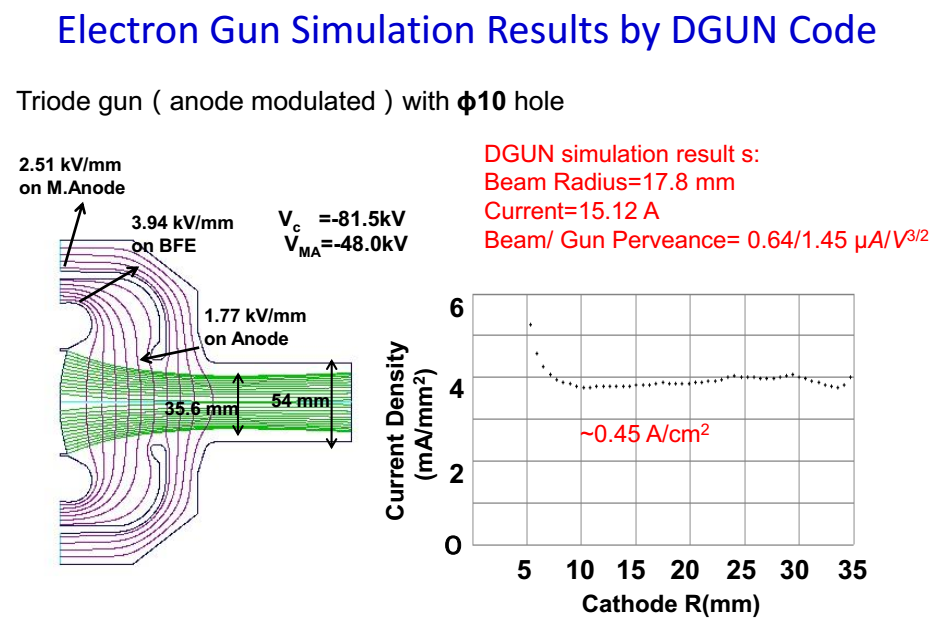 Electron Gun Simulation Results by DGUN Code
Triode gun ( anode modulated ) with ϕ10 hole
2.51 kV/mm
on M.Anode
3.94 kV/mm
on BFE
V_c =-81.5kV
V_MA=-48.0kV
1.77 kV/mm
on Anode
35.6 mm
54 mm
DGUN simulation result s:
Beam Radius=17.8 mm
Current=15.12 A
Beam/ Gun Perveance= 0.64/1.45 µA/V^3/2
6
4
2
0
Current Density
(mA/mm²)
~0.45 A/cm²
5 10 15 20 25 30 35
Cathode R(mm)